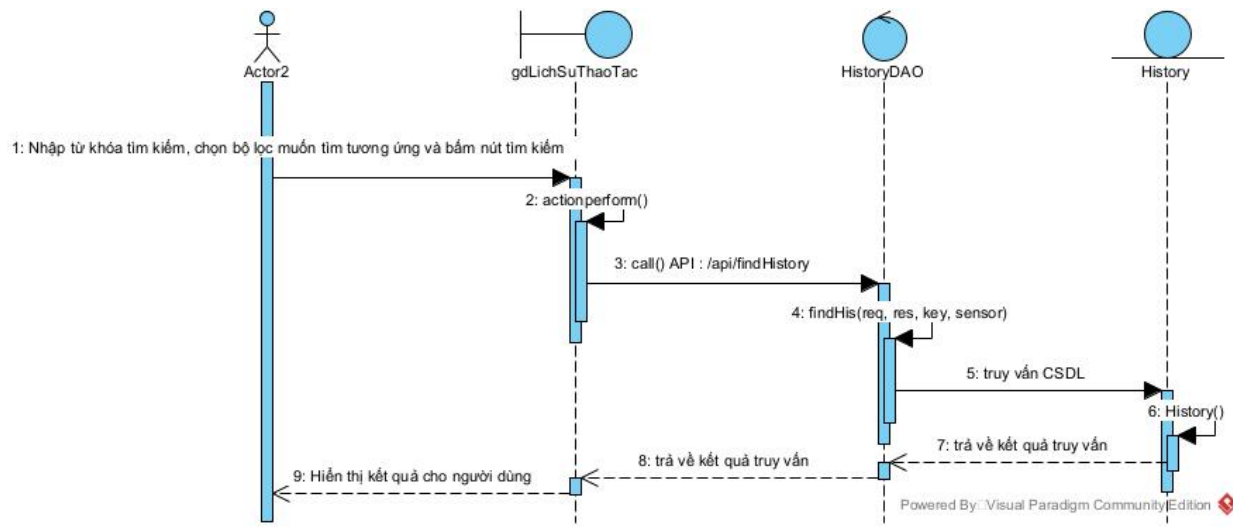 Actor2
gdLichSuThaoTac
HistoryDAO
History
1: Nhập từ khóa tìm kiếm, chọn bộ lọc muốn tìm tương ứng và bấm nút tìm kiếm
2: actionperform()
3: call() API : /api/findHistory
4: findHis(req, res, key, sensor)
5: truy vấn CSDL
6: History()
7: trả về kết quả truy vấn
8: trả về kết quả truy vấn
9: Hiển thị kết quả cho người dùng
Powered By Visual Paradigm Community Edition